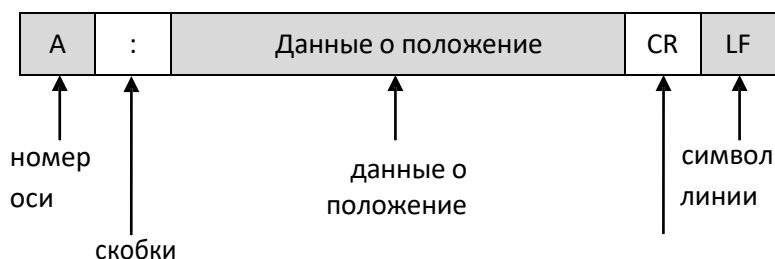 A : Данные о положение CR LF
номер
оси
данные о
положение
символ
линии
скобки